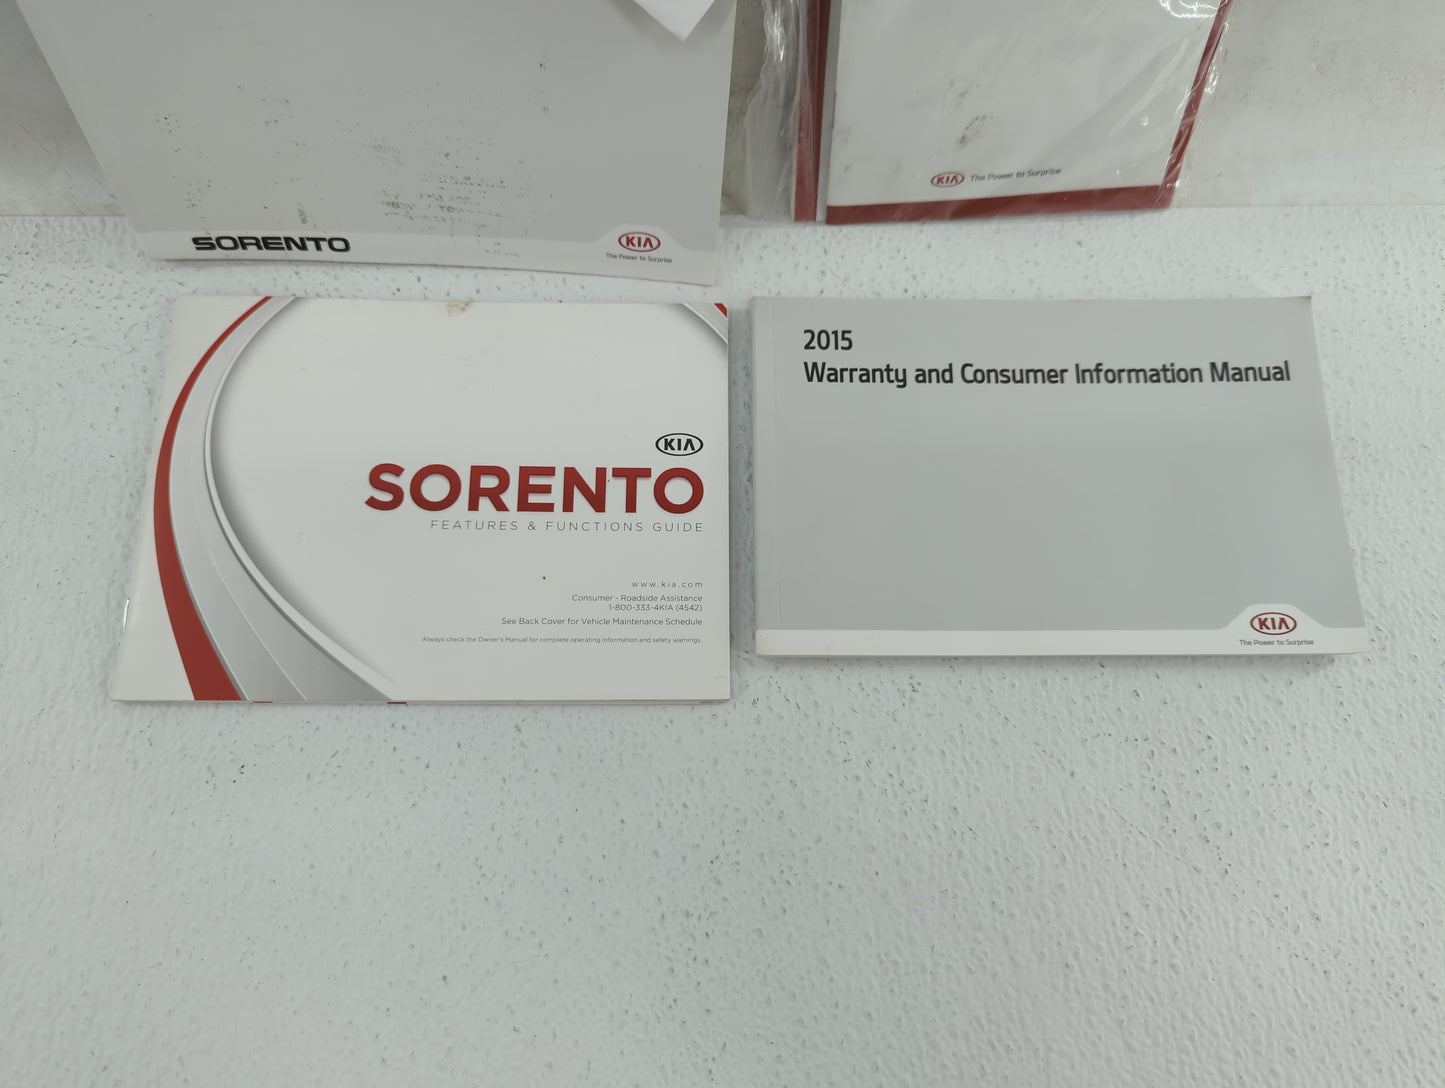 SORENTO
KIA
The Power to Surprise
KIA The Power to Surprise
KIA
SORENTO
FEATURES & FUNCTIONS GUIDE
www.kia.com
Consumer - Roadside Assistance
1-800-333-4KIA (4542)
See Back Cover for Vehicle Maintenance Schedule
Always check the Owner's Manual for complete operating information and safety warnings.
2015
Warranty and Consumer Information Manual
KIA
The Power to Surprise